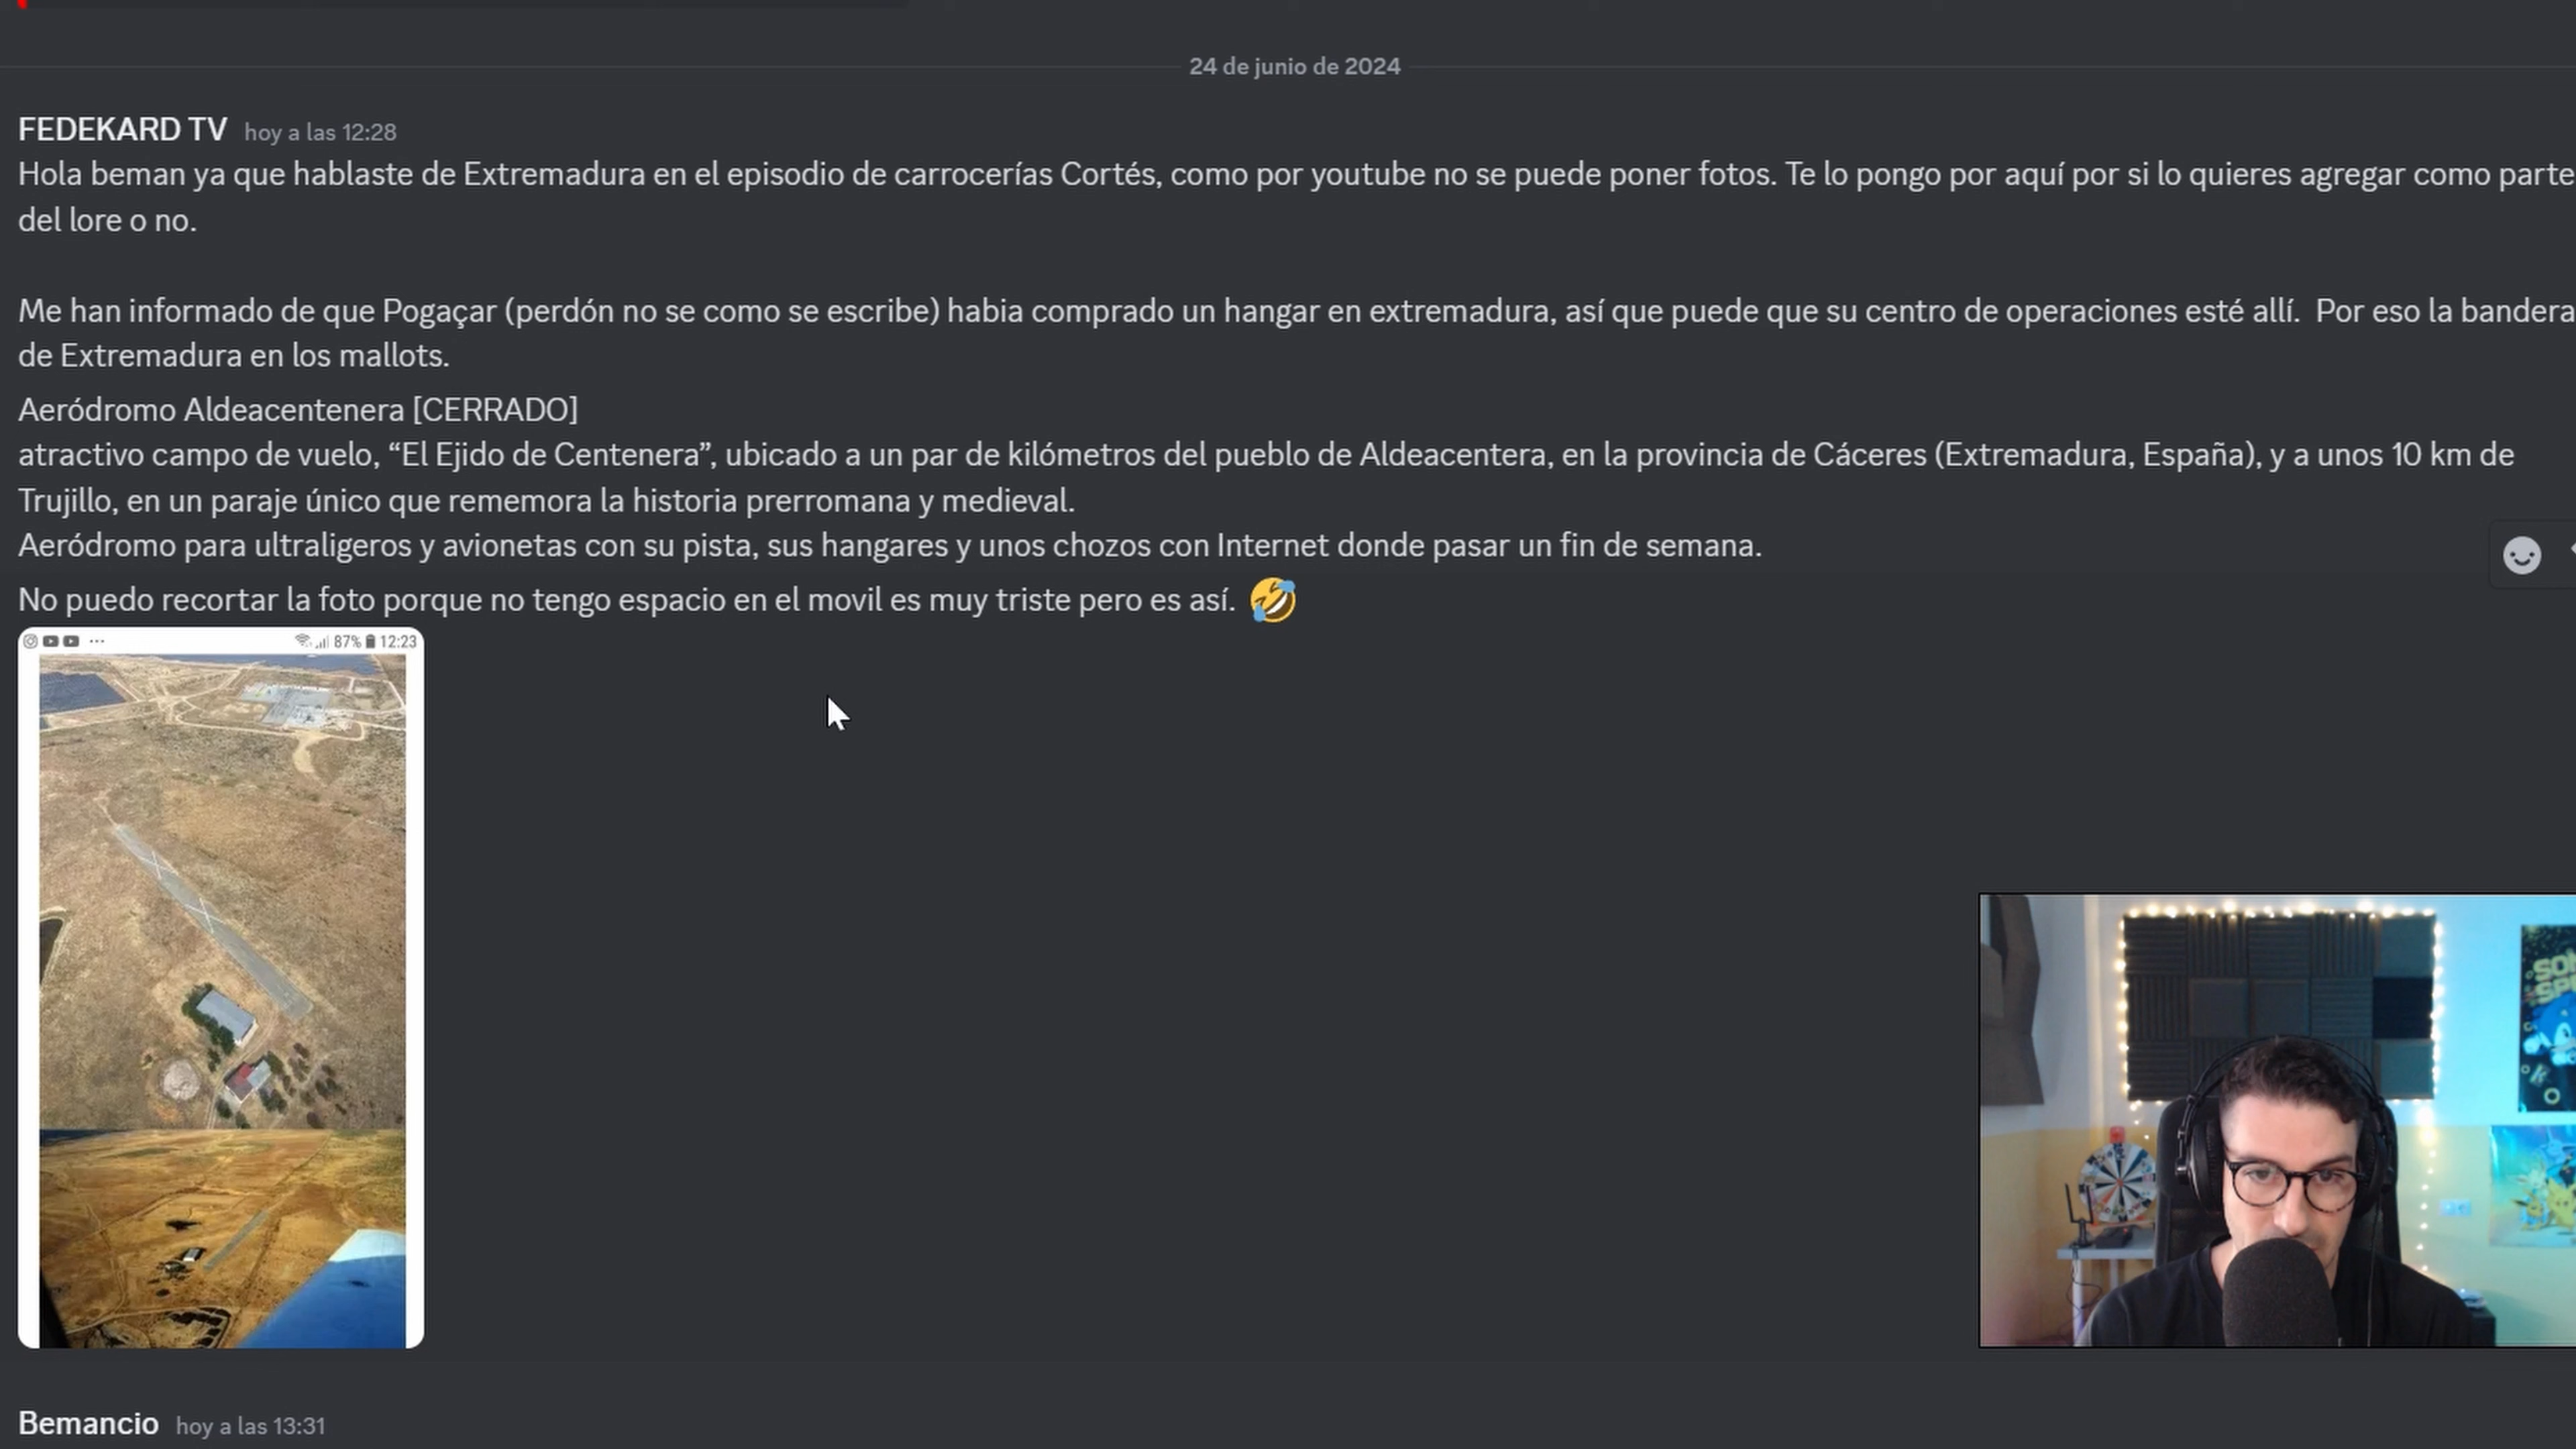 24 de junio de 2024
FEDEKARD TV hoy a las 12:28
Hola beman ya que hablaste de Extremadura en el episodio de carrocerías Cortés, como por youtube no se puede poner fotos. Te lo pongo por aquí por si lo quieres agregar como parte
del lore o no.
Me han informado de que Pogaçar (perdón no se como se escribe) habia comprado un hangar en extremadura, así que puede que su centro de operaciones esté allí.  Por eso la bandera
de Extremadura en los mallots.
Aeródromo Aldeacentenera [CERRADO]
atractivo campo de vuelo, “El Ejido de Centenera”, ubicado a un par de kilómetros del pueblo de Aldeacentera, en la provincia de Cáceres (Extremadura, España), y a unos 10 km de
Trujillo, en un paraje único que rememora la historia prerromana y medieval.
Aeródromo para ultraligeros y avionetas con su pista, sus hangares y unos chozos con Internet donde pasar un fin de semana.
No puedo recortar la foto porque no tengo espacio en el movil es muy triste pero es así. 🤣
87% 12:23
Bemancio hoy a las 13:31